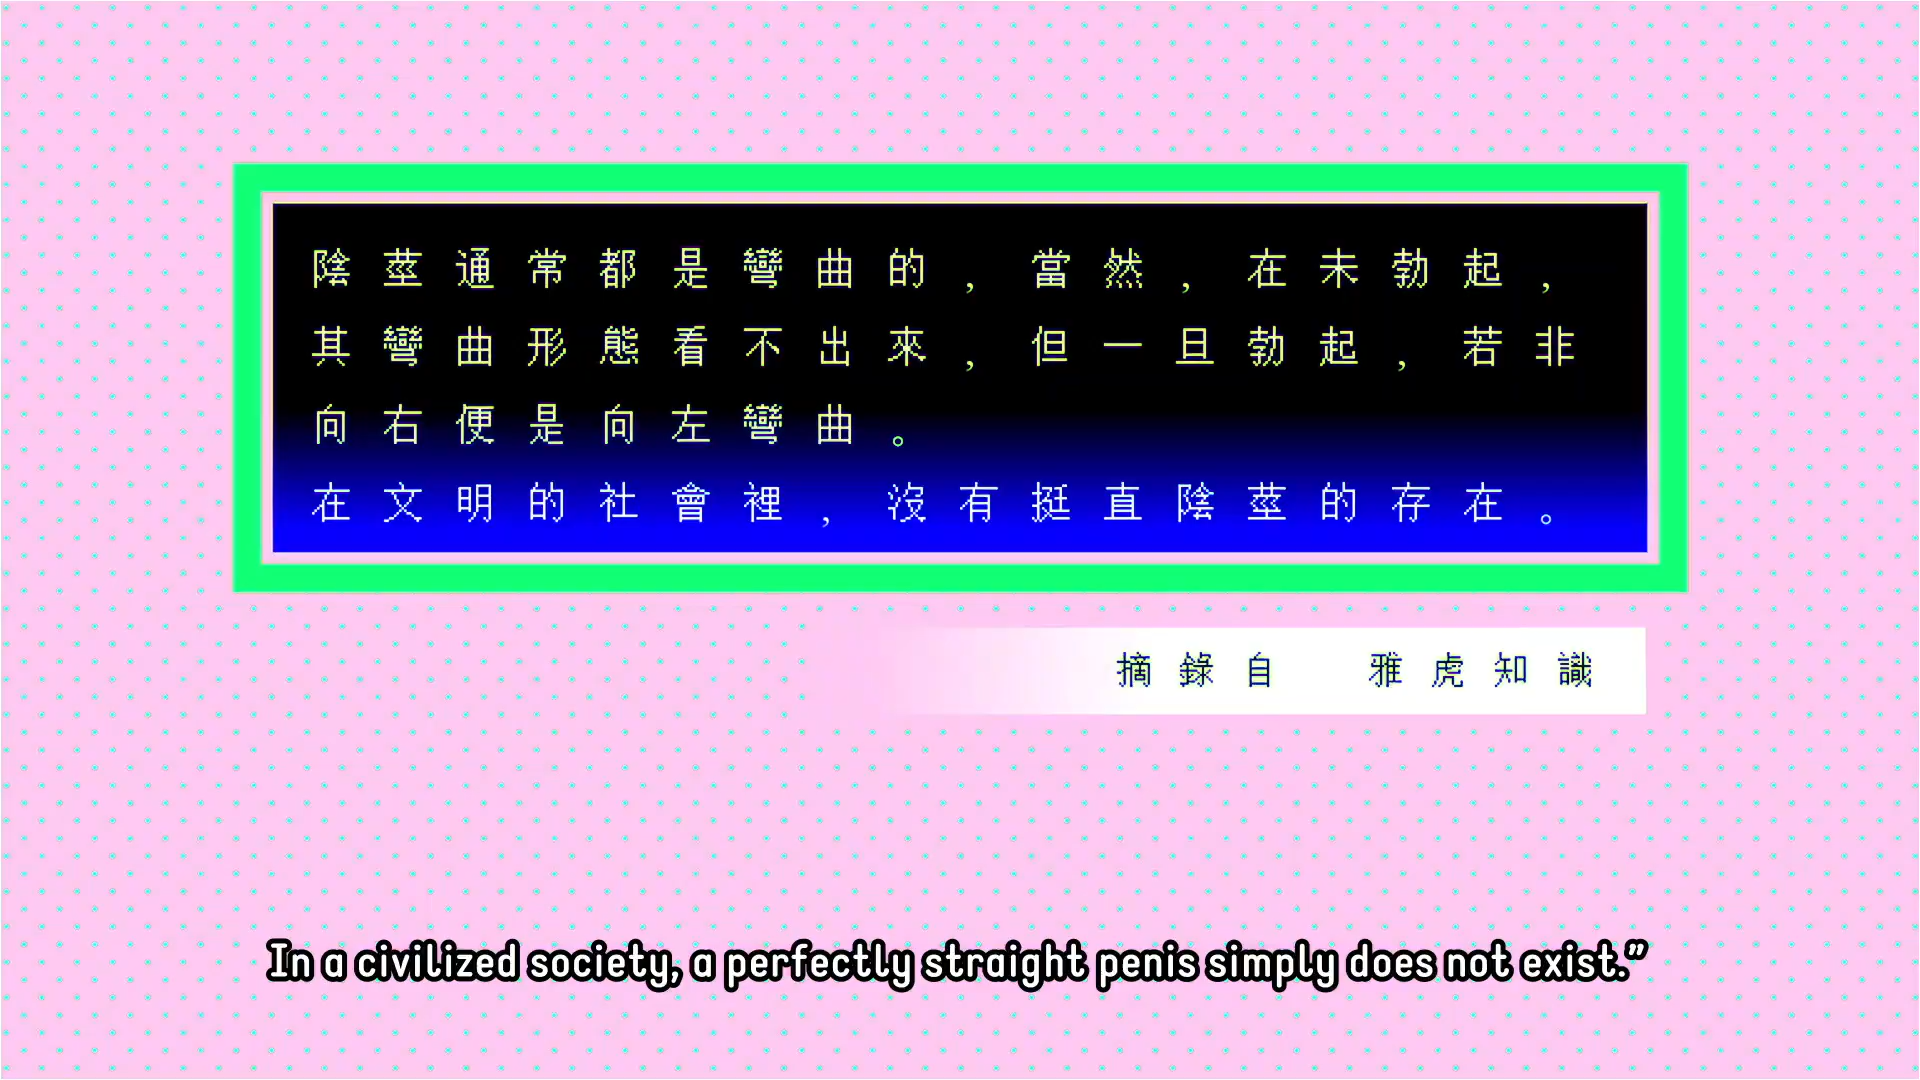 陰莖通常都是彎曲的，當然，在未勃起，
其彎曲形態看不出來，但一旦勃起，若非
向右便是向左彎曲。
在文明的社會裡，沒有挺直陰莖的存在。
摘錄自 雅虎知識
In a civilized society, a perfectly straight penis simply does not exist.”